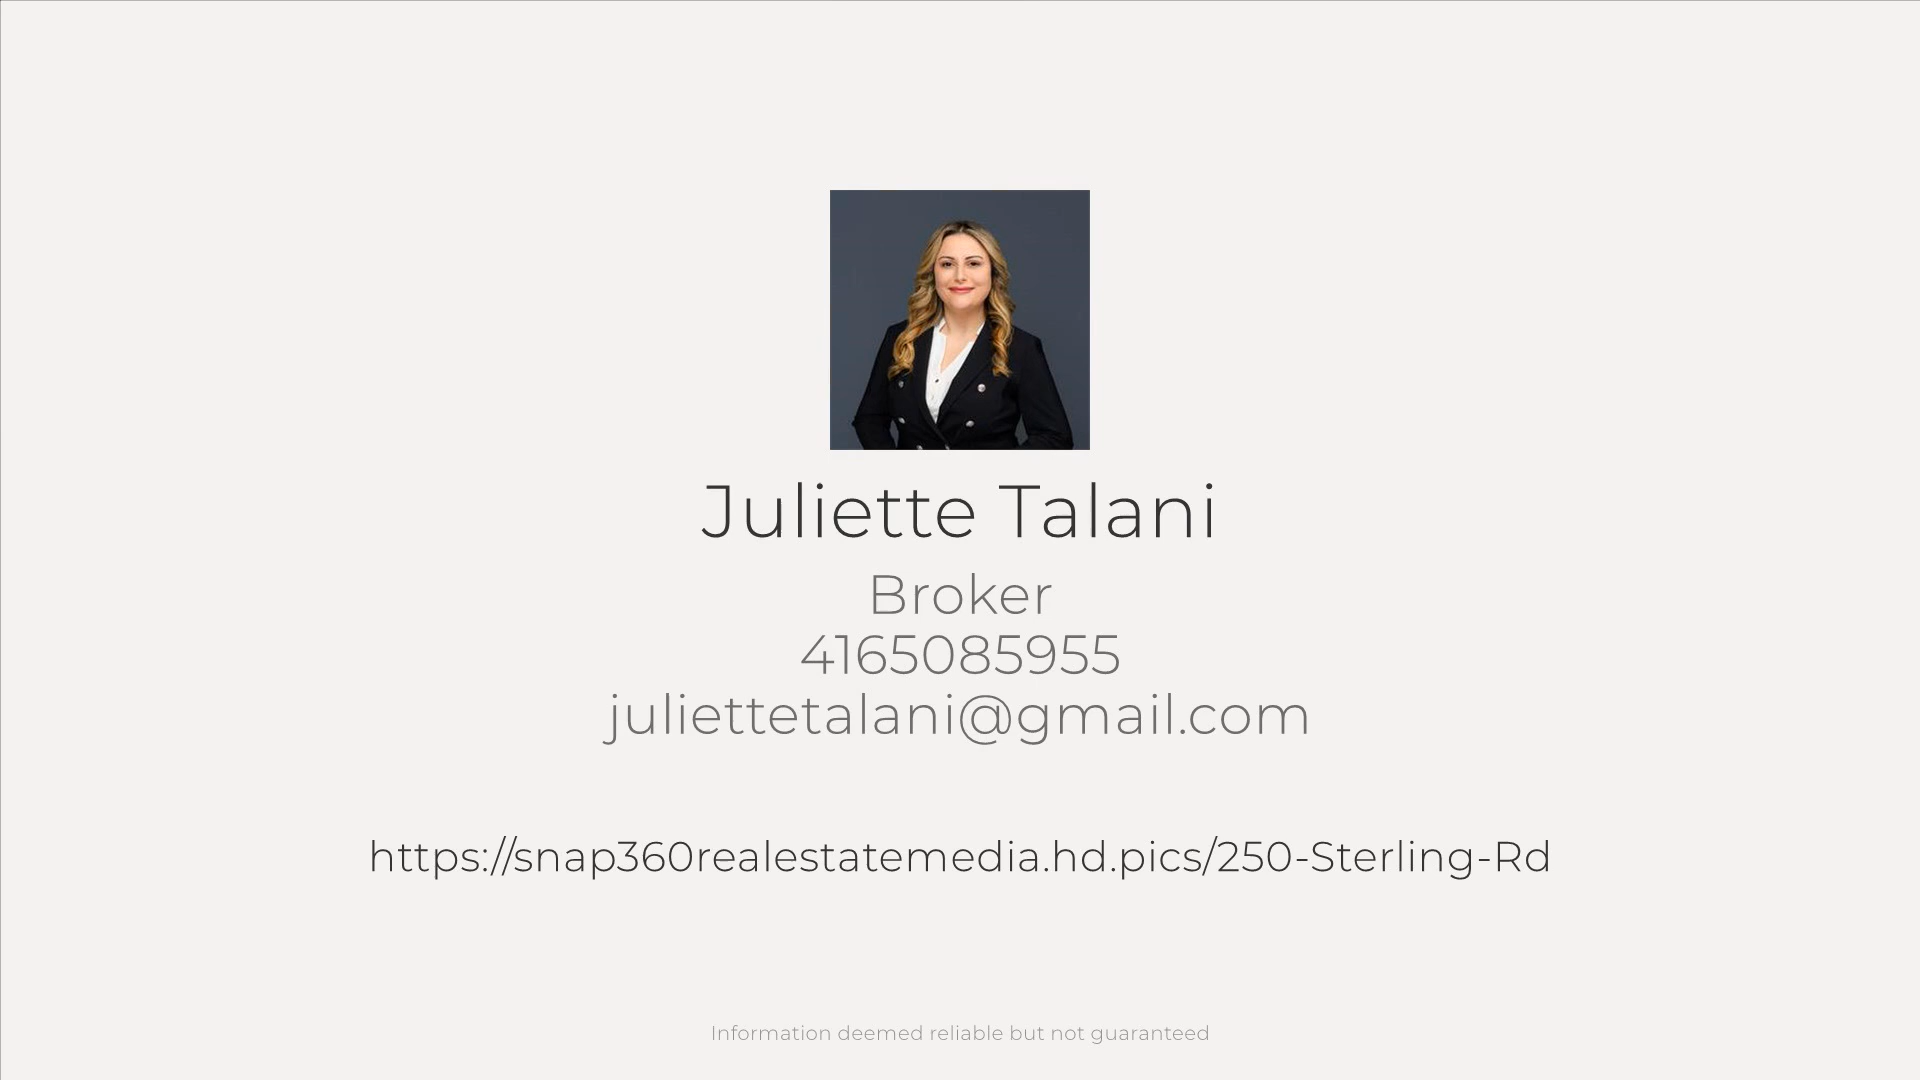 Juliette Talani
Broker
4165085955
juliettetalani@gmail.com
https://snap360realestatemedia.hd.pics/250-Sterling-Rd
Information deemed reliable but not guaranteed